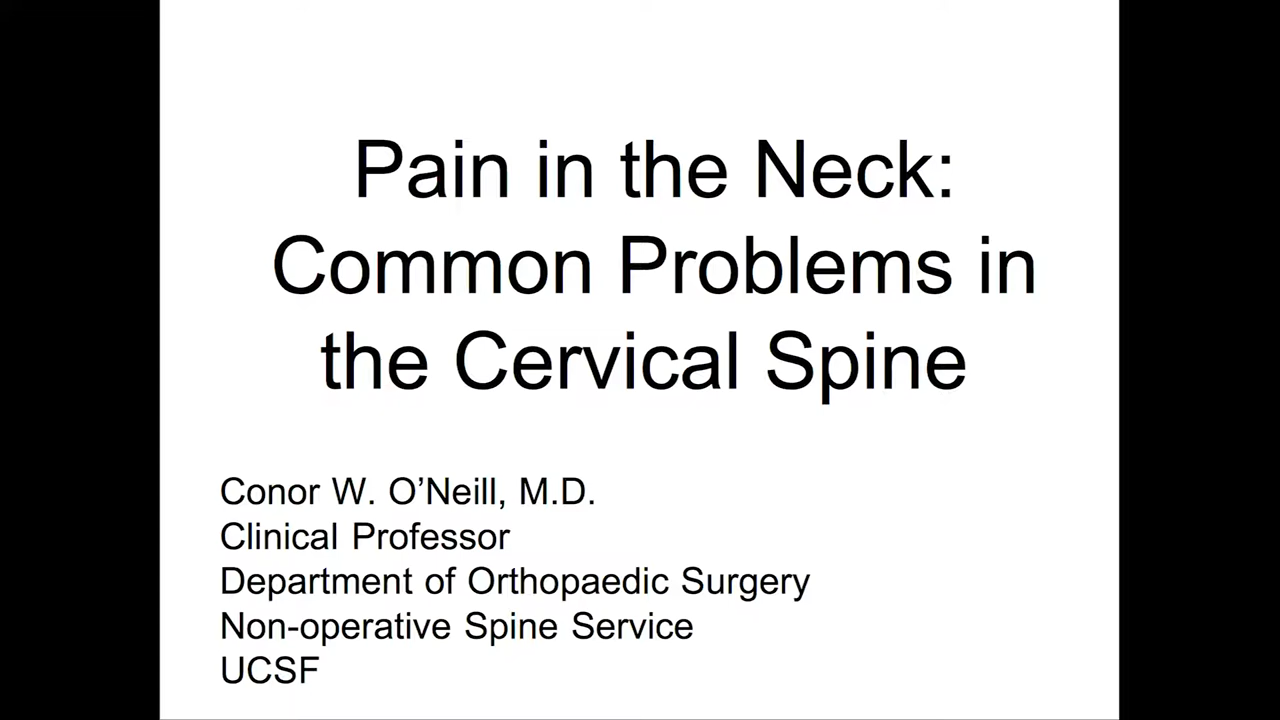 Pain in the Neck:
Common Problems in
the Cervical Spine
Conor W. O’Neill, M.D.
Clinical Professor
Department of Orthopaedic Surgery
Non-operative Spine Service
UCSF